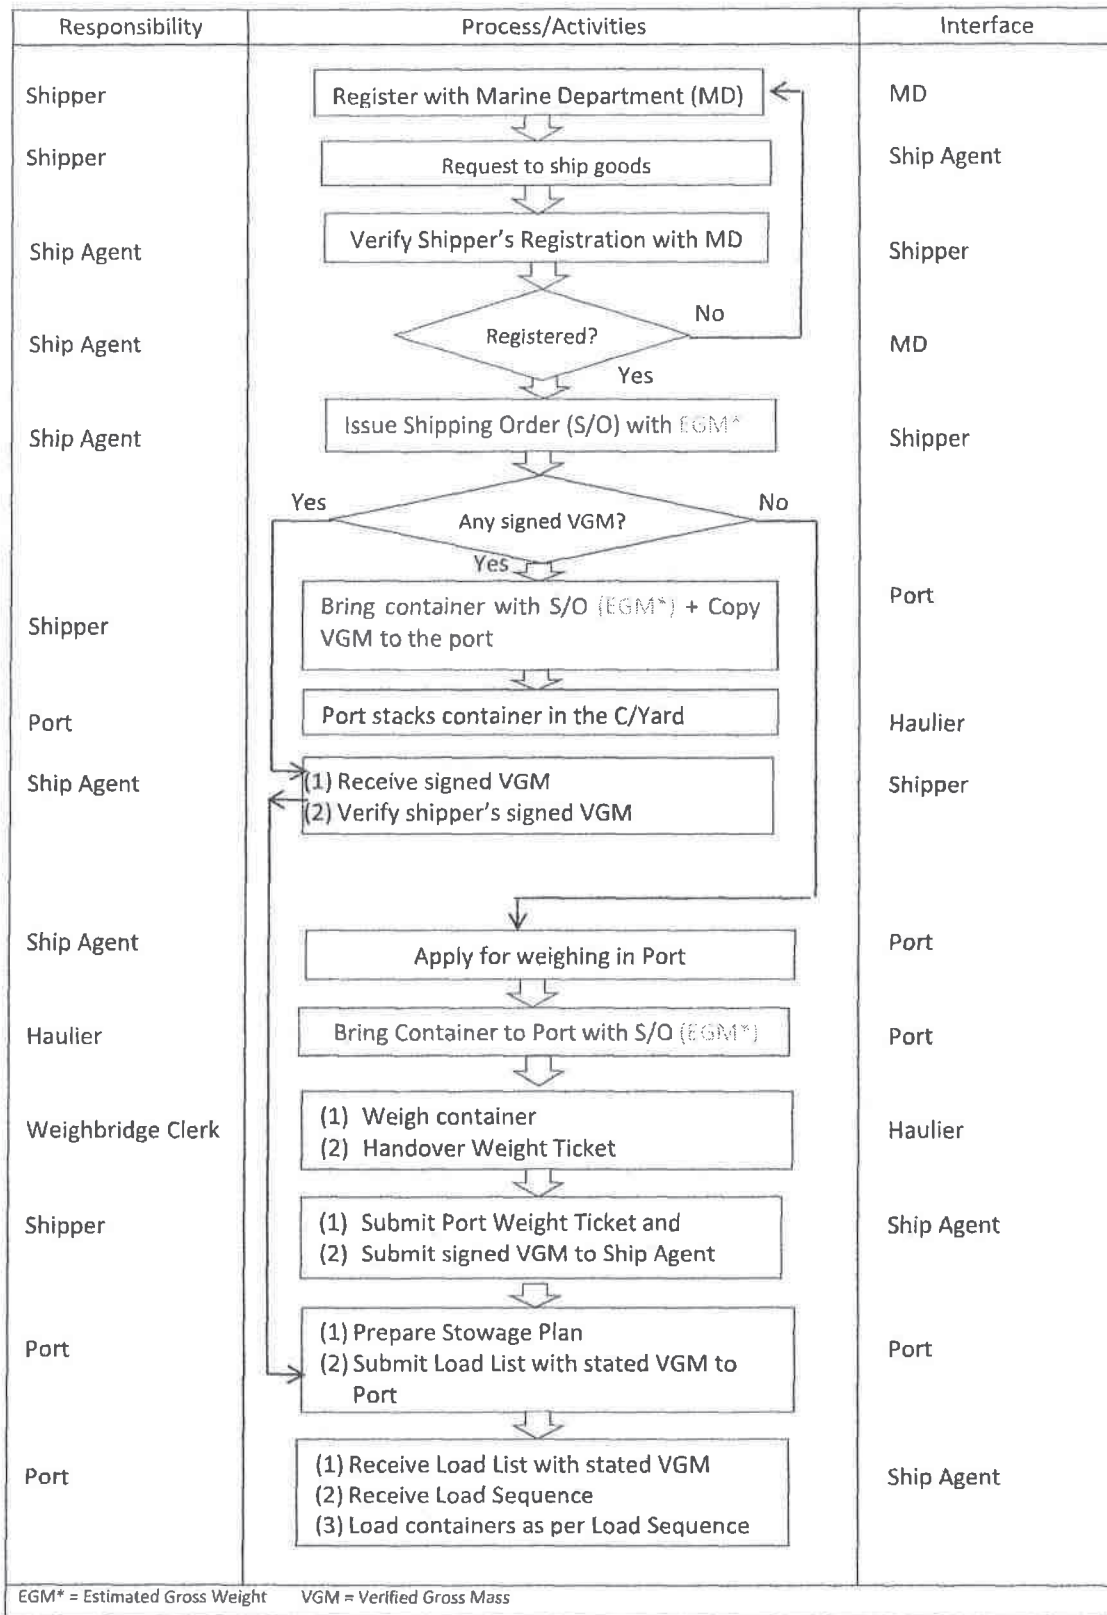 Responsibility Process/Activities Interface
Shipper Register with Marine Department (MD) MD
Shipper Request to ship goods Ship Agent
Ship Agent Verify Shipper's Registration with MD Shipper
Ship Agent Registered? No MD
Yes
Ship Agent Issue Shipping Order (S/O) with EGM* Shipper
Yes Any signed VGM? No
Yes
Shipper Bring container with S/O (EGM*) + Copy Port
VGM to the port
Port Port stacks container in the C/Yard Haulier
Ship Agent (1) Receive signed VGM Shipper
(2) Verify shipper's signed VGM
Ship Agent Apply for weighing in Port Port
Haulier Bring Container to Port with S/O (EGM*) Port
Weighbridge Clerk (1) Weigh container Haulier
(2) Handover Weight Ticket
Shipper (1) Submit Port Weight Ticket and Ship Agent
(2) Submit signed VGM to Ship Agent
Port (1) Prepare Stowage Plan Port
(2) Submit Load List with stated VGM to
Port
Port (1) Receive Load List with stated VGM Ship Agent
(2) Receive Load Sequence
(3) Load containers as per Load Sequence
EGM* = Estimated Gross Weight VGM = Verified Gross Mass